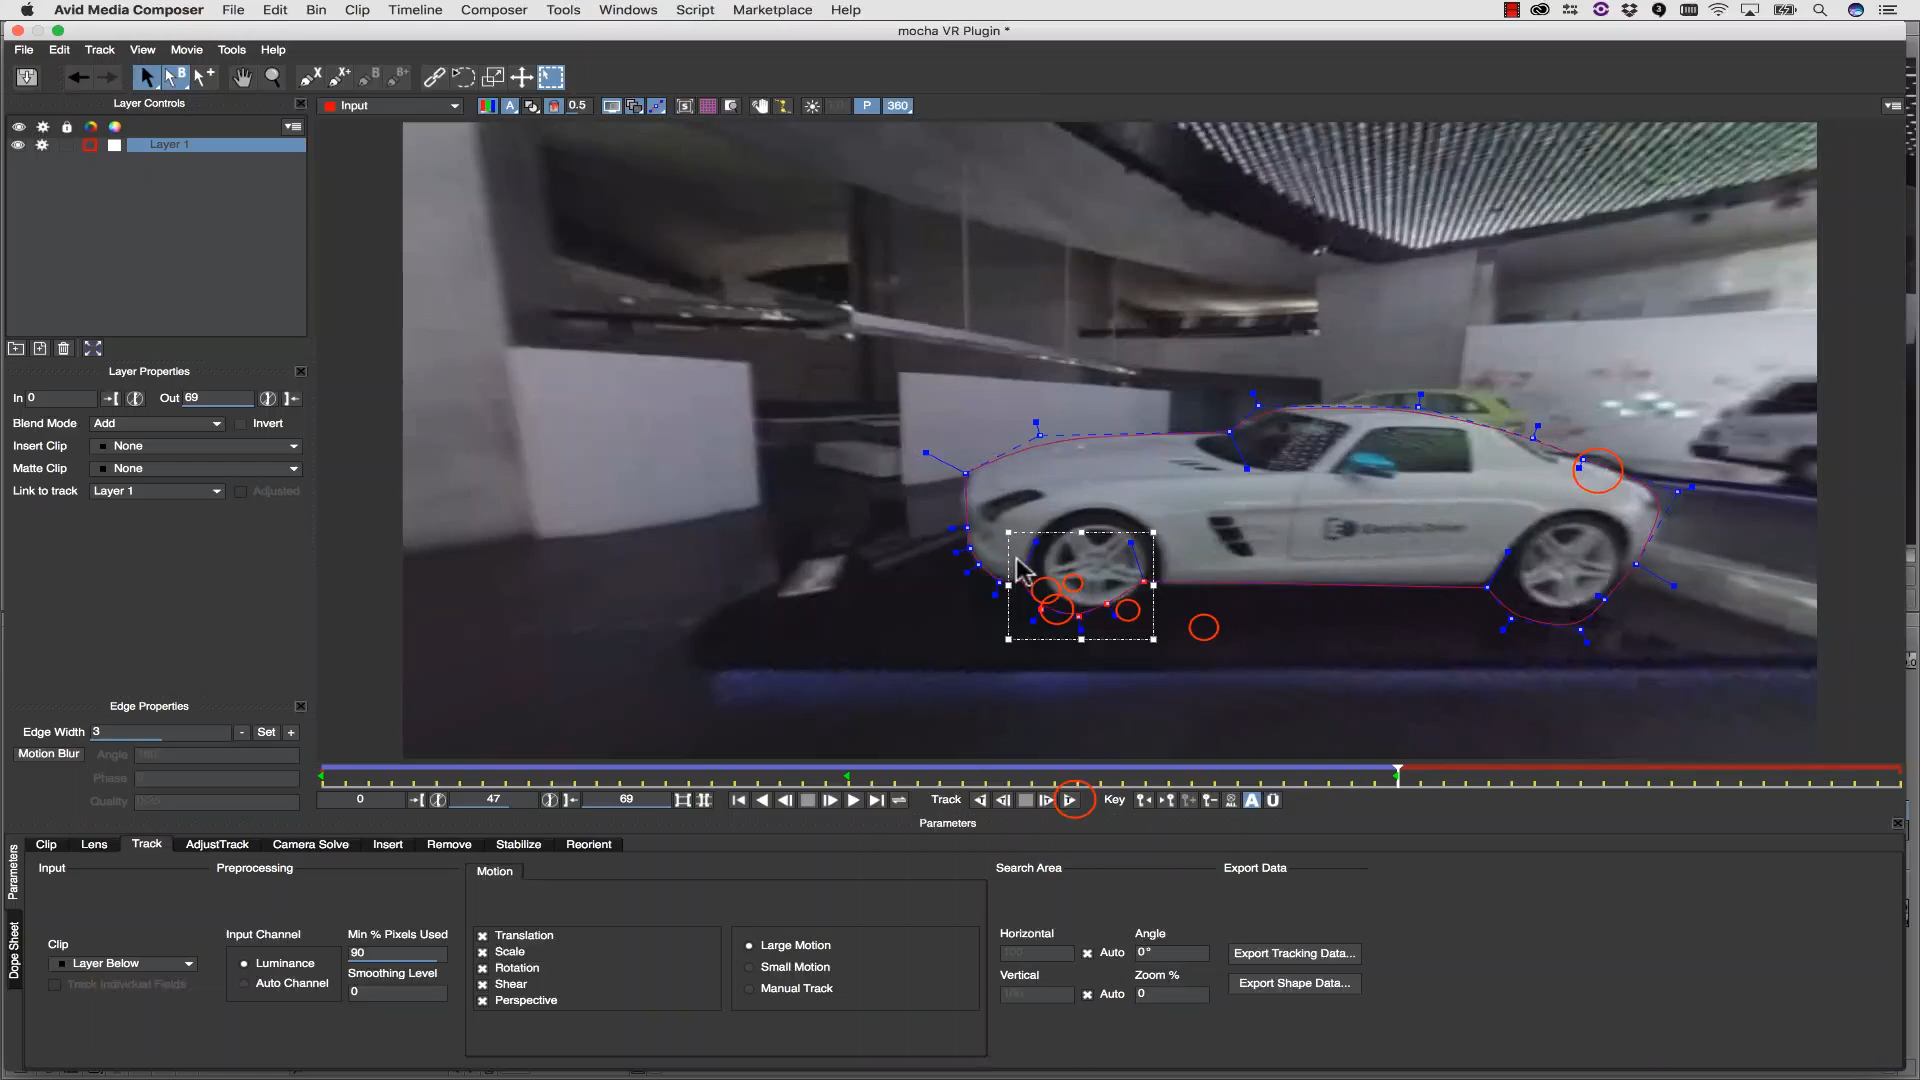 Avid Media Composer File Edit Bin Clip Timeline Composer Tools Windows Script Marketplace Help
mocha VR Plugin *
File Edit Track View Movie Tools Help
Layer Controls
Input 0.5 P 360
Layer 1
Layer Properties
In 0 Out 69
Blend Mode Add Invert
Insert Clip None
Matte Clip None
Link to track Layer 1 Adjusted
Edge Properties
Edge Width 3 - Set +
Motion Blur Angle
Phase
Quality
0 47 69 Track Key
Parameters
Parameters
Dope Sheet
Clip Lens Track AdjustTrack Camera Solve Insert Remove Stabilize Reorient
Input Preprocessing Motion Search Area Export Data
Clip
Layer Below
Track Individual Fields
Input Channel
Luminance
Auto Channel
Min % Pixels Used
90
Smoothing Level
0
Translation
Scale
Rotation
Shear
Perspective
Large Motion
Small Motion
Manual Track
Horizontal Angle
Auto 0°
Vertical Zoom %
Auto 0
Export Tracking Data...
Export Shape Data...